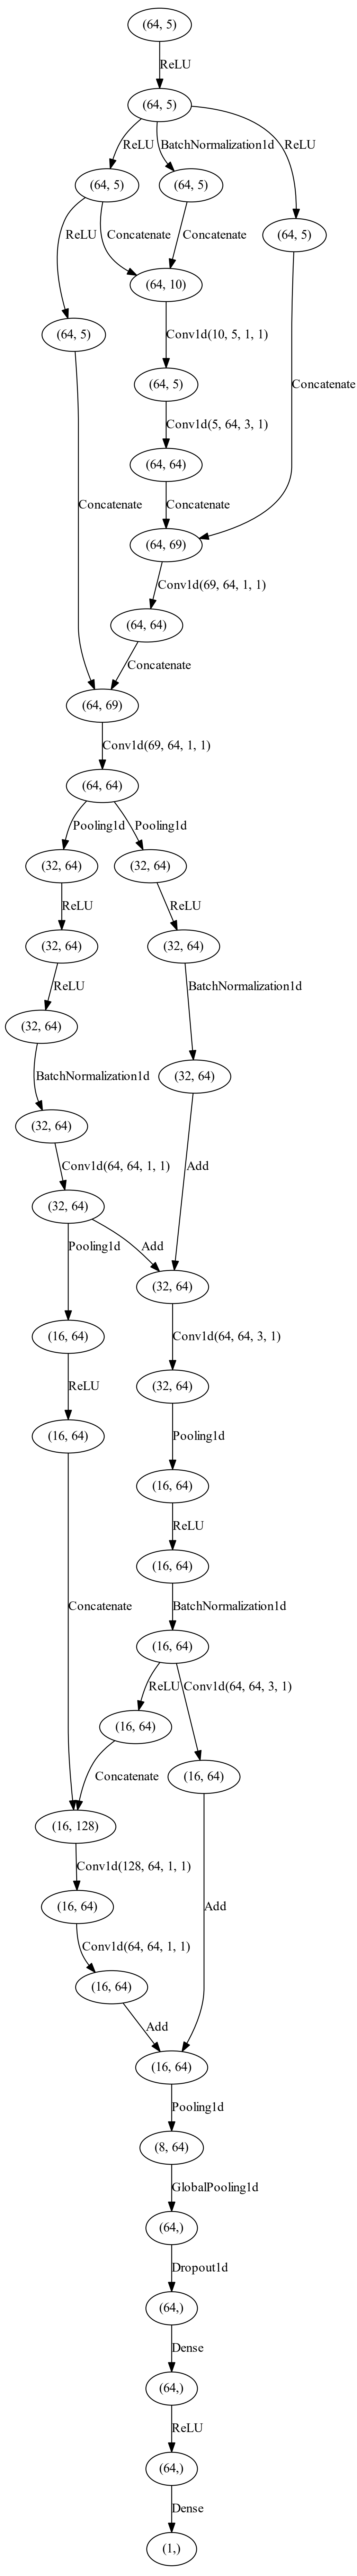 (64, 5)
ReLU
(64, 5)
ReLU BatchNormalization1d ReLU
(64, 5) (64, 5)
(64, 5)
ReLU Concatenate Concatenate
(64, 10)
(64, 5) Conv1d(10, 5, 1, 1)
(64, 5) Concatenate
Conv1d(5, 64, 3, 1)
(64, 64)
Concatenate Concatenate
(64, 69)
Conv1d(69, 64, 1, 1)
(64, 64)
Concatenate
(64, 69)
Conv1d(69, 64, 1, 1)
(64, 64)
Pooling1d Pooling1d
(32, 64) (32, 64)
ReLU ReLU
(32, 64) (32, 64)
ReLU BatchNormalization1d
(32, 64)
BatchNormalization1d (32, 64)
(32, 64)
Conv1d(64, 64, 1, 1) Add
(32, 64)
Pooling1d Add
(32, 64)
(16, 64) Conv1d(64, 64, 3, 1)
ReLU (32, 64)
(16, 64) Pooling1d
(16, 64)
ReLU
(16, 64)
Concatenate BatchNormalization1d
(16, 64)
ReLU Conv1d(64, 64, 3, 1)
(16, 64)
Concatenate (16, 64)
(16, 128)
Conv1d(128, 64, 1, 1)
(16, 64) Add
Conv1d(64, 64, 1, 1)
(16, 64)
Add
(16, 64)
Pooling1d
(8, 64)
GlobalPooling1d
(64,)
Dropout1d
(64,)
Dense
(64,)
ReLU
(64,)
Dense
(1,)